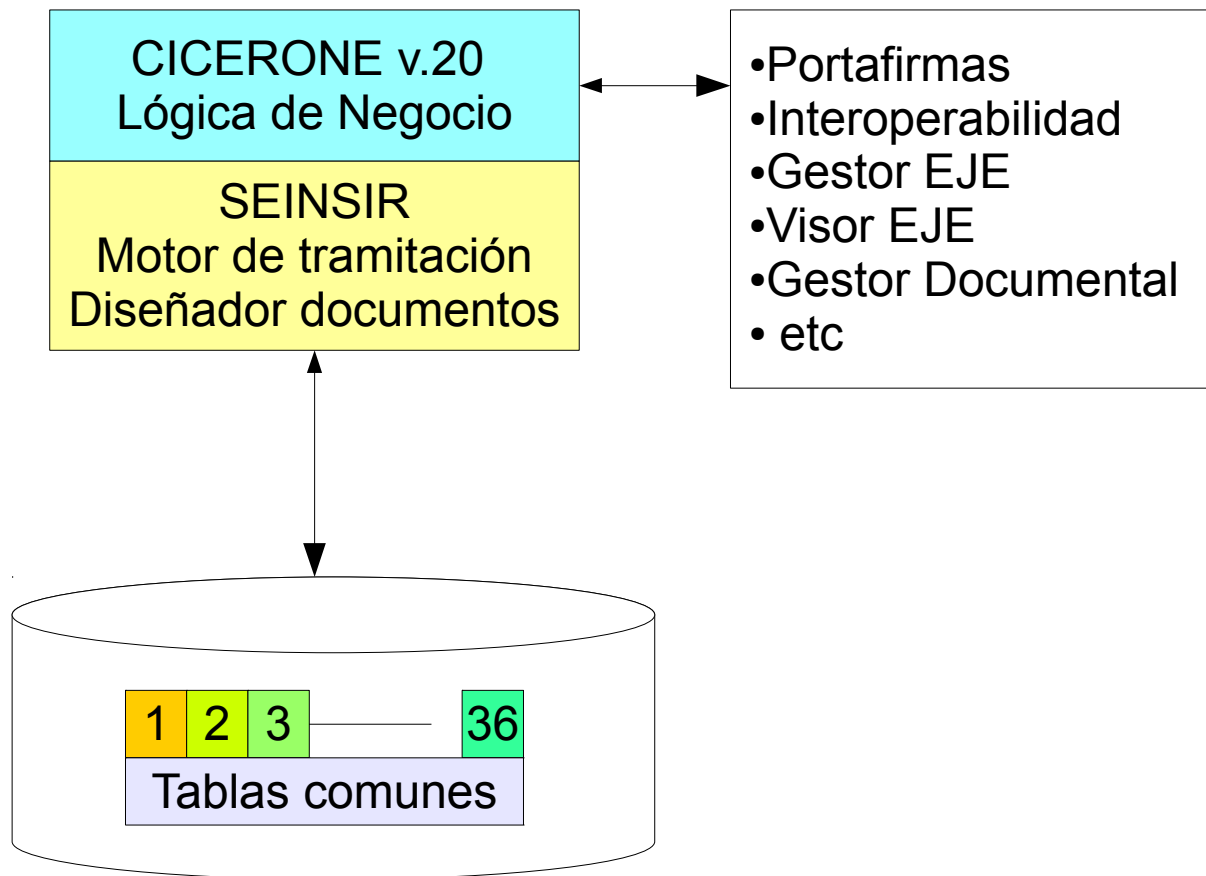 CICERONE v.20
Lógica de Negocio
SEINSIR
Motor de tramitación
Diseñador documentos
•Portafirmas
•Interoperabilidad
•Gestor EJE
•Visor EJE
•Gestor Documental
• etc
1 2 3 36
Tablas comunes